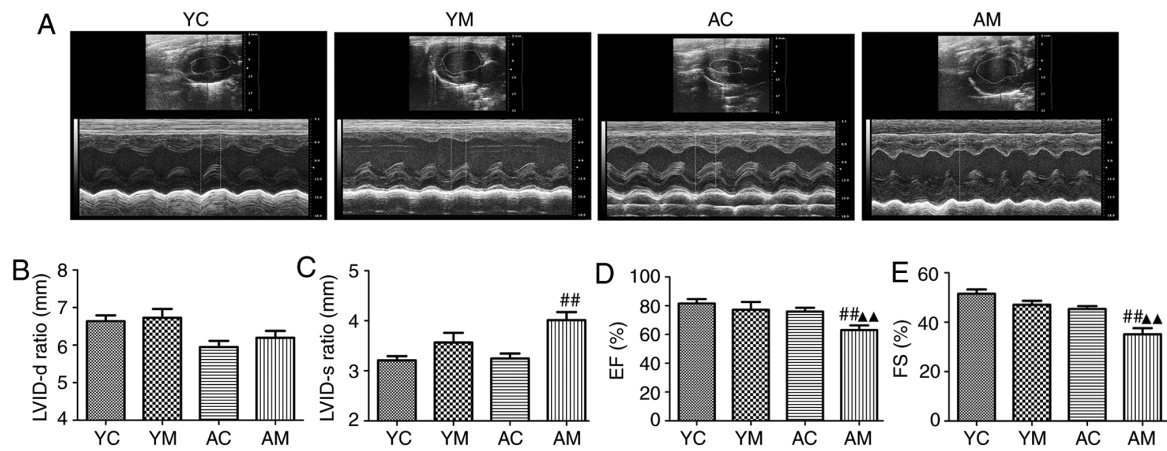 A
YC
YM
AC
AM
B
LVID-d ratio (mm)
8
7
6
5
4
YC
YM
AC
AM
C
LVID-s ratio (mm)
5
4
3
2
##
YC
YM
AC
AM
D
EF (%)
100
80
60
40
20
0
##▲▲
YC
YM
AC
AM
E
FS (%)
60
40
20
0
##▲▲
YC
YM
AC
AM